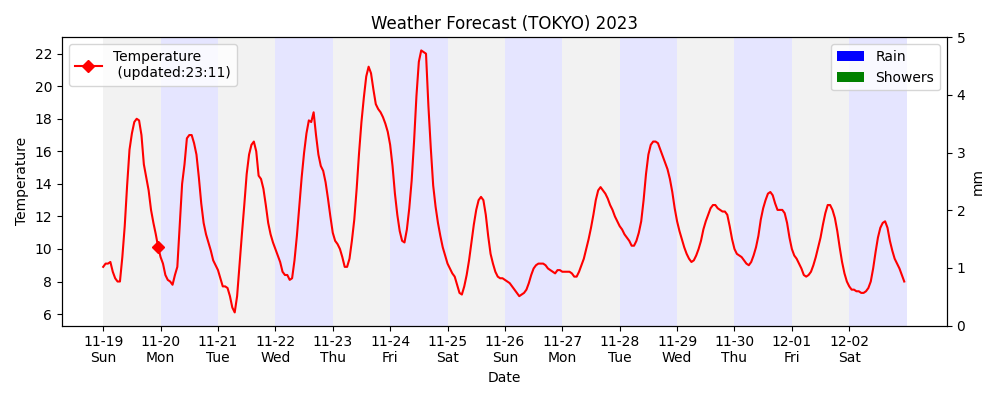 Weather Forecast (TOKYO) 2023
Temperature
(updated:23:11)
Rain
Showers
Temperature
22
20
18
16
14
12
10
8
6
5
4
3
2
1
0
mm
11-19 11-20 11-21 11-22 11-23 11-24 11-25 11-26 11-27 11-28 11-29 11-30 12-01 12-02
Sun Mon Tue Wed Thu Fri Sat Sun Mon Tue Wed Thu Fri Sat
Date